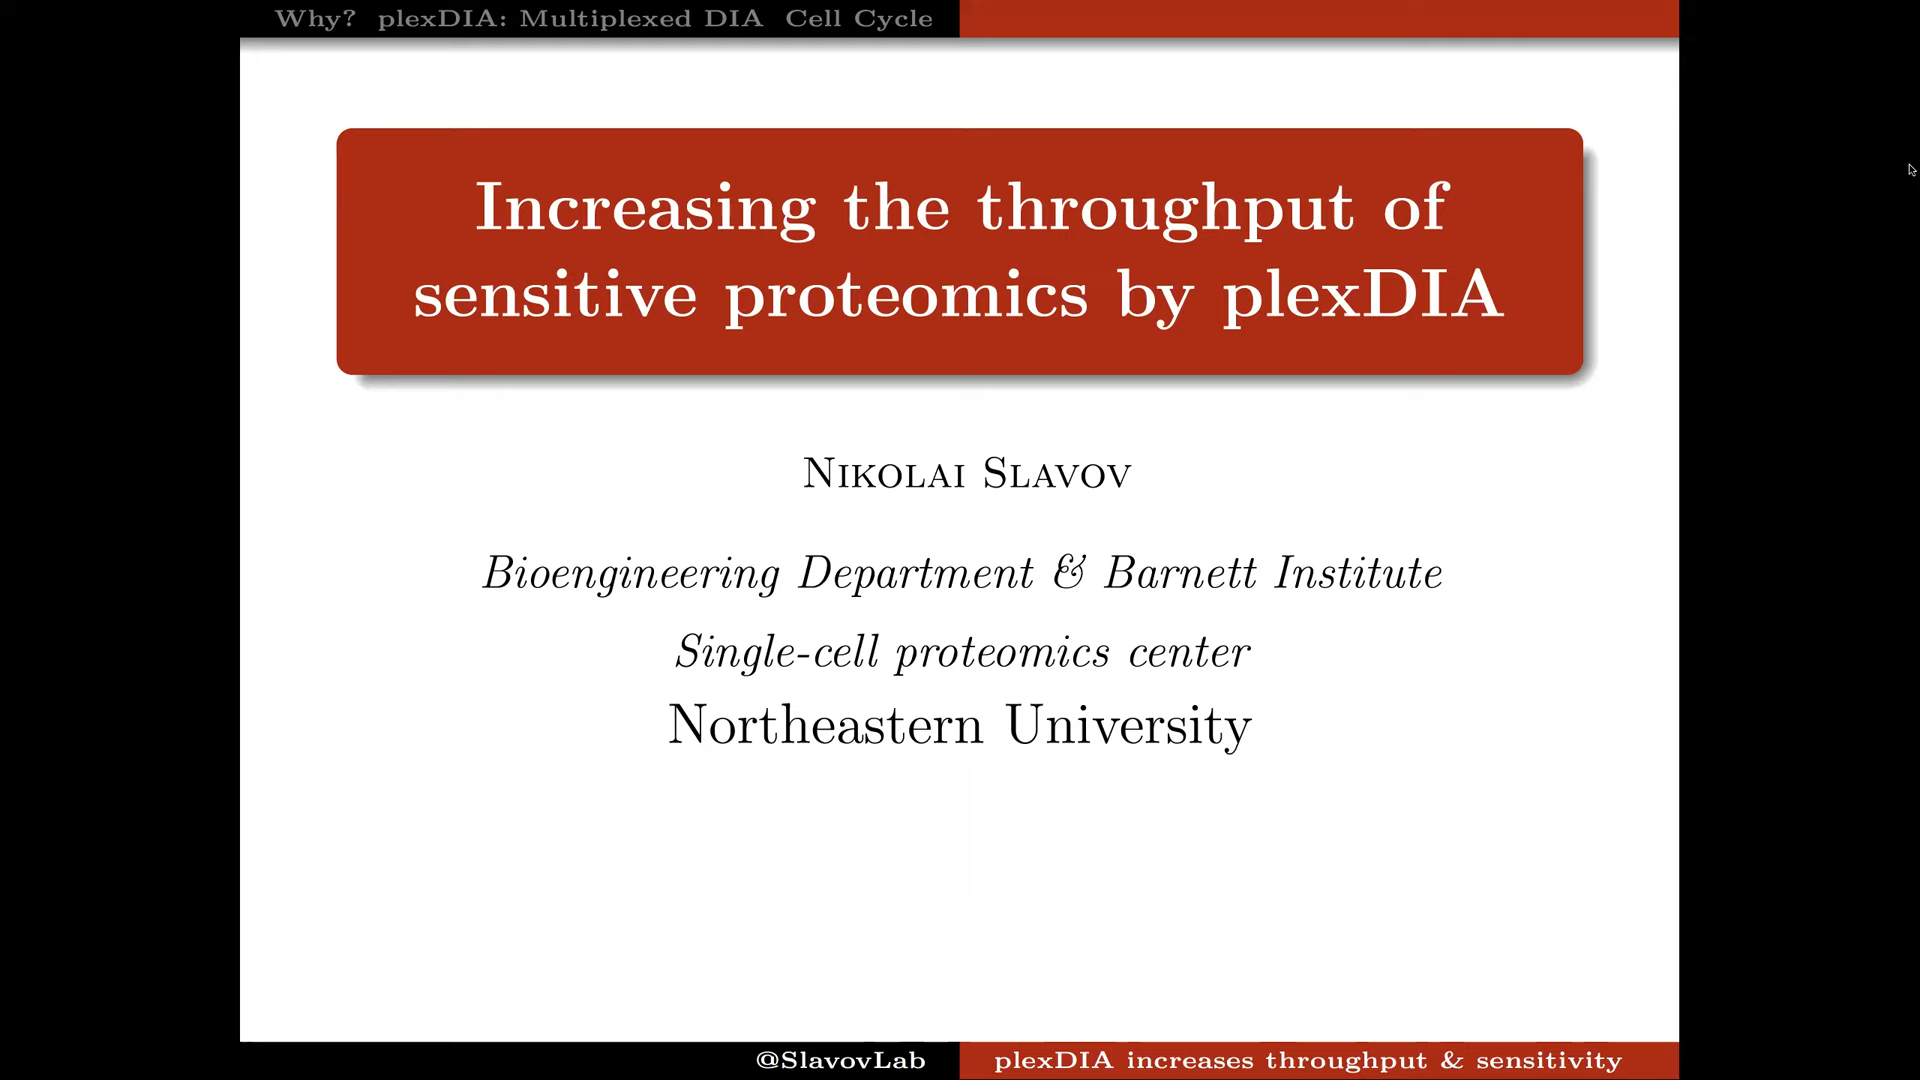 Why? plexDIA: Multiplexed DIA Cell Cycle
Increasing the throughput of
sensitive proteomics by plexDIA
Nikolai Slavov
Bioengineering Department & Barnett Institute
Single-cell proteomics center
Northeastern University
@SlavovLab
plexDIA increases throughput & sensitivity